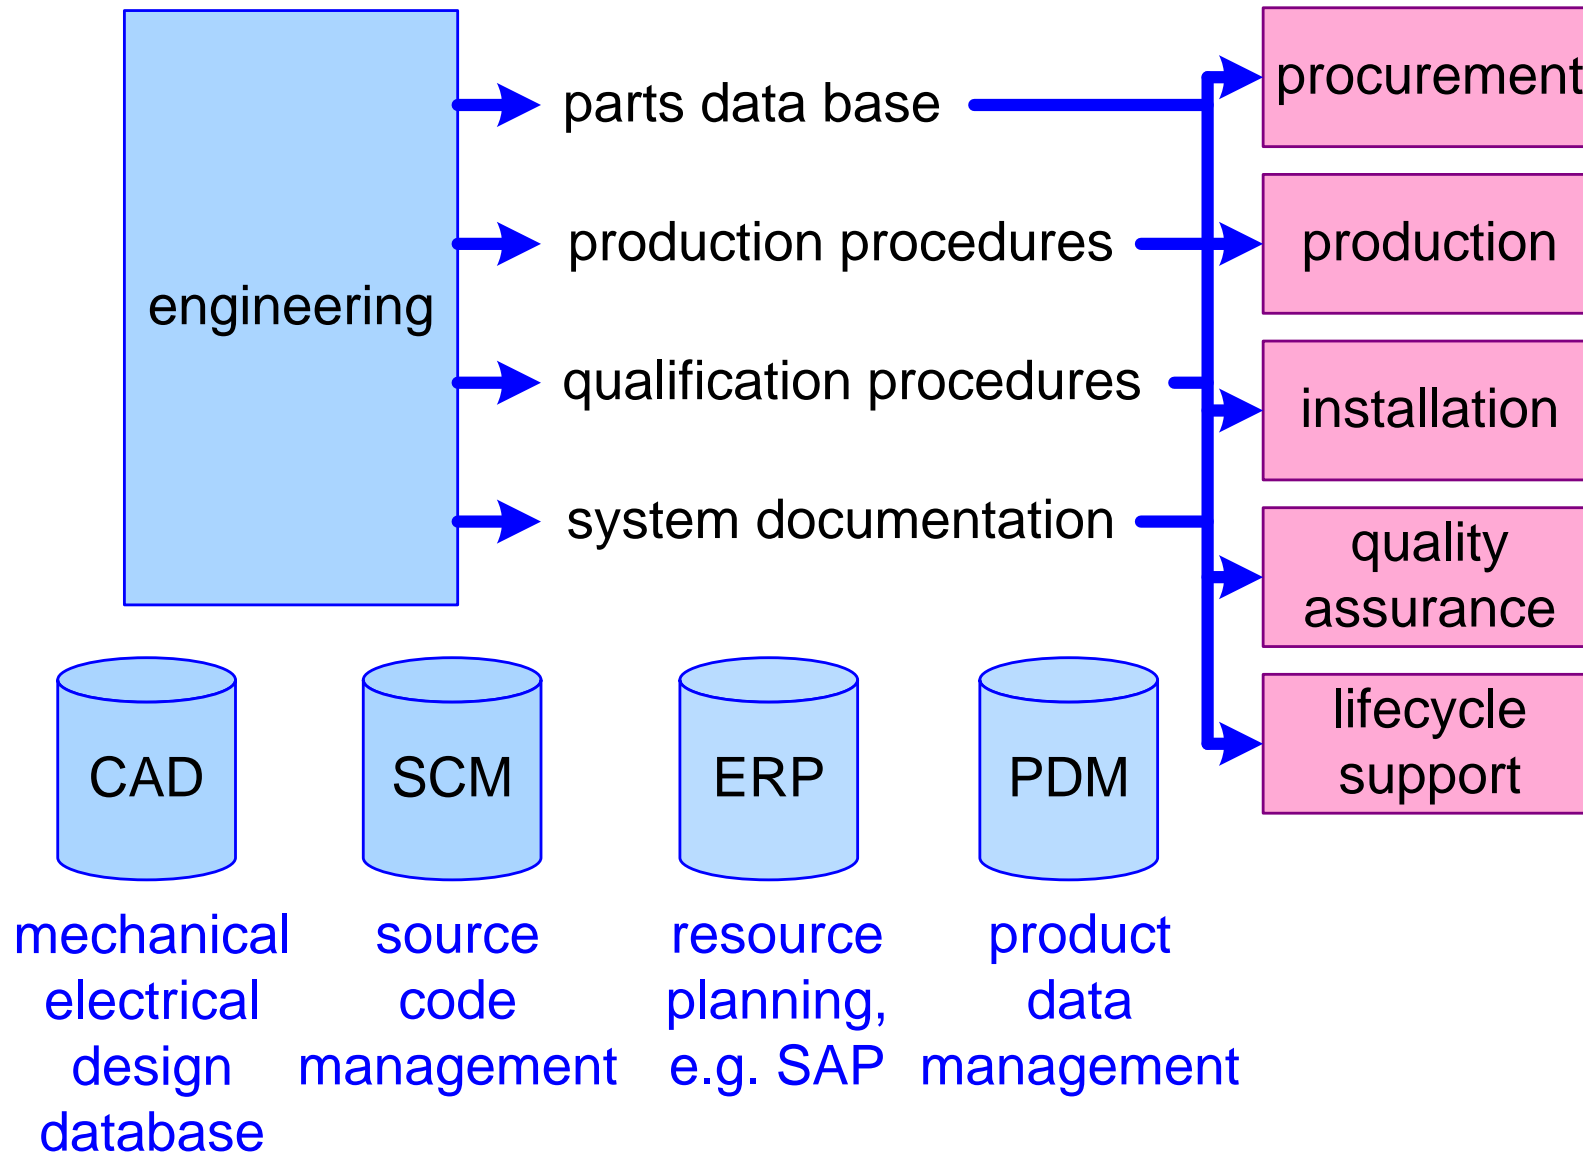 engineering
parts data base
production procedures
qualification procedures
system documentation
procurement
production
installation
quality
assurance
lifecycle
support
CAD
mechanical
electrical
design
database
SCM
source
code
management
ERP
resource
planning,
e.g. SAP
PDM
product
data
management